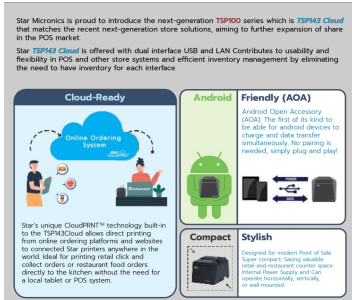 Star Micronics is proud to introduce the next-generation TSP100 series which is TSP143 Cloud
that matches the recent next-generation store solutions, aiming to further expansion of share
in the POS market.
Star TSP143 Cloud is offered with dual interface USB and LAN Contributes to usability and
flexibility in POS and other store systems and efficient inventory management by eliminating
the need to have inventory for each interface
Cloud-Ready
Online Ordering
System
Restaurant
Star's unique CloudPRNT™ technology built-in
to the TSP143Cloud allows direct printing
from online ordering platforms and websites
to connected Star printers anywhere in the
world. Ideal for printing retail click and
collect orders or restaurant food orders
directly to the kitchen without the need for
a local tablet or POS system.
Android Friendly (AOA)
Android Open Accessory
(AOA): The first of its kind to
be able for android devices to
charge and data transfer
simultaneously. No pairing is
needed, simply plug and play!
POWER
DATA
Compact Stylish
Designed for modern Point of Sale
Super compact: Saving valuable
retail and restaurant counter space
Internal Power Supply and Can
operate horizontally, vertically,
or wall mounted